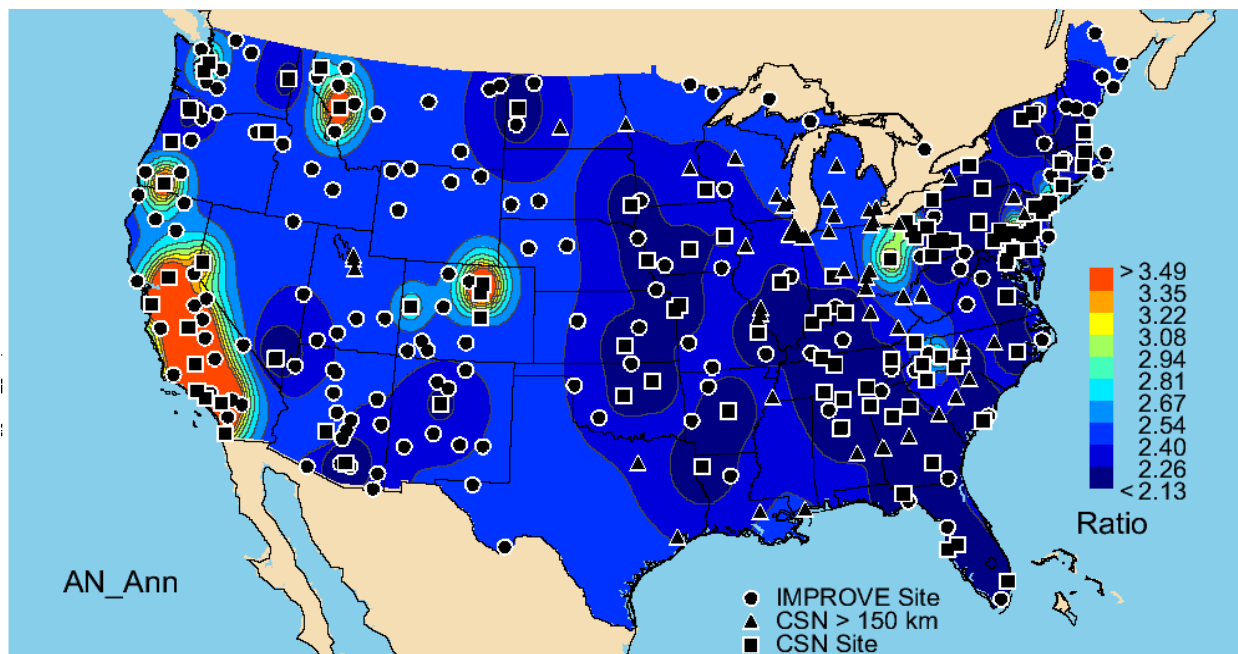 > 3.49
3.35
3.22
3.08
2.94
2.81
2.67
2.54
2.40
2.26
< 2.13
Ratio
AN_Ann
IMPROVE Site
CSN > 150 km
CSN Site